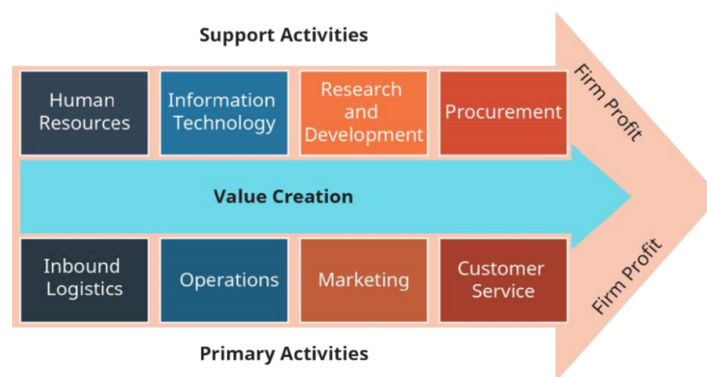 Support Activities
Human
Resources
Information
Technology
Research
and
Development
Procurement
Firm Profit
Value Creation
Inbound
Logistics
Operations
Marketing
Customer
Service
Firm Profit
Primary Activities